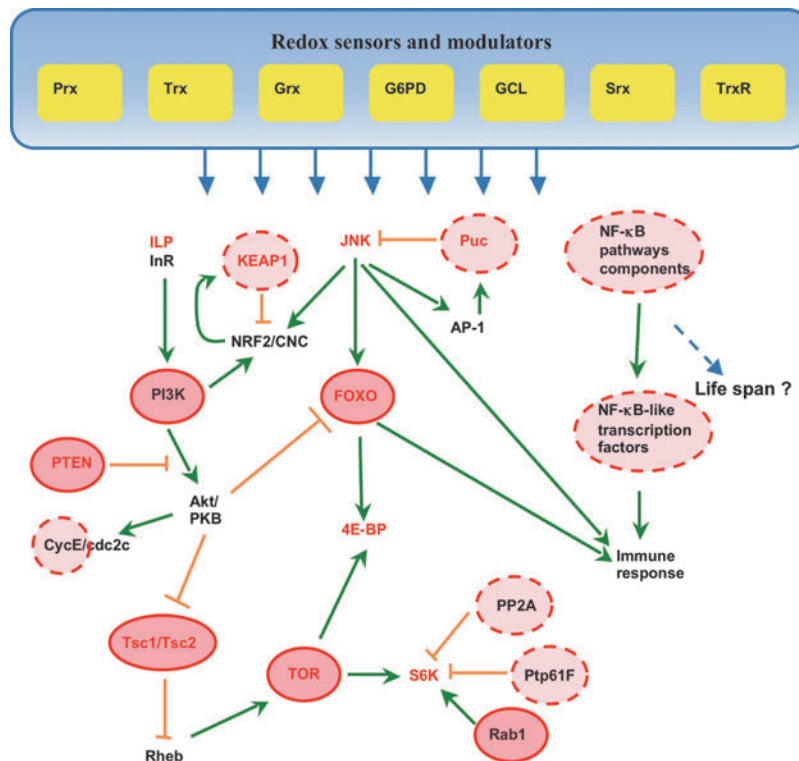 Redox sensors and modulators
Prx
Trx
Grx
G6PD
GCL
Srx
TrxR
ILP
InR
KEAP1
JNK
Puc
NF-κB
pathways
components
NRF2/CNC
AP-1
PI3K
FOXO
Life span ?
NF-κB-like
transcription
factors
PTEN
Akt/
PKB
4E-BP
CycE/cdc2c
Immune
response
PP2A
Tsc1/Tsc2
TOR
S6K
Ptp61F
Rheb
Rab1